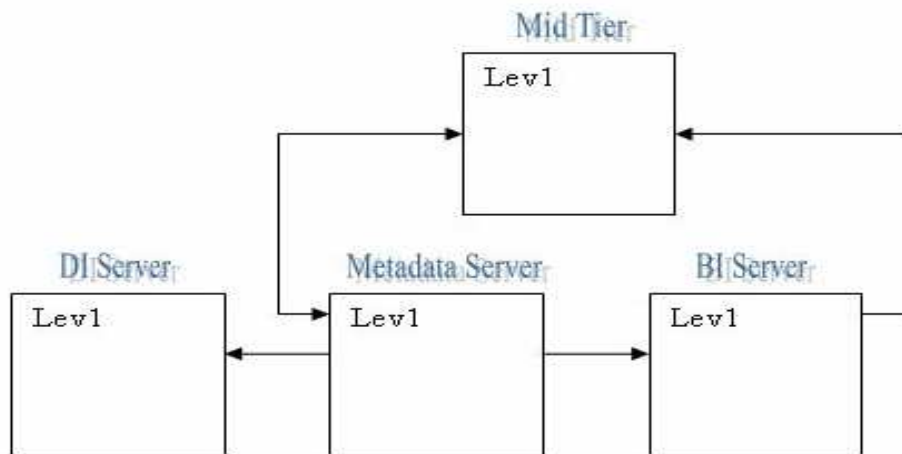 Mid Tier
Lev1
DI Server
Metadata Server
BI Server
Lev1
Lev1
Lev1